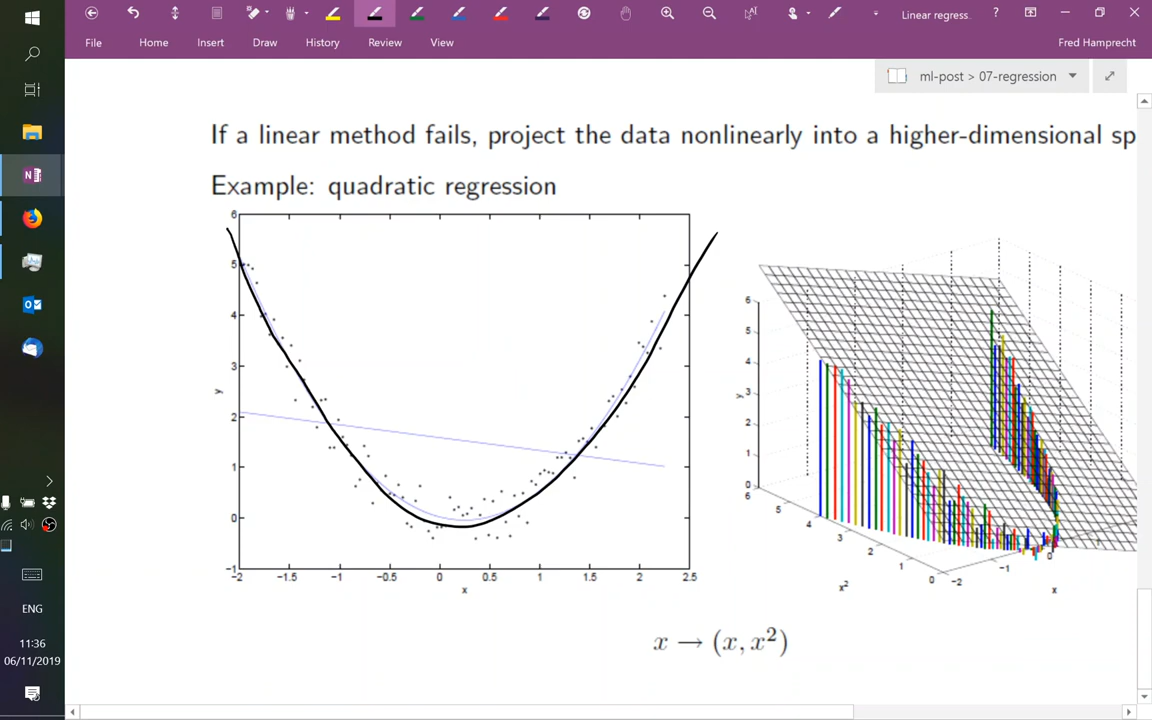 Linear regress.
?
File Home Insert Draw History Review View
Fred Hamprecht
ml-post > 07-regression
If a linear method fails, project the data nonlinearly into a higher-dimensional sp
Example: quadratic regression
6
5
4
3
2
1
0
−1
y
−2 −1.5 −1 −0.5 0 0.5 1 1.5 2 2.5
x
6
5
4
3
2
1
0
y
6 5 4 3 2 1 0
x²
−2 −1 0 1
x
x → (x, x²)
ENG
11:36
06/11/2019